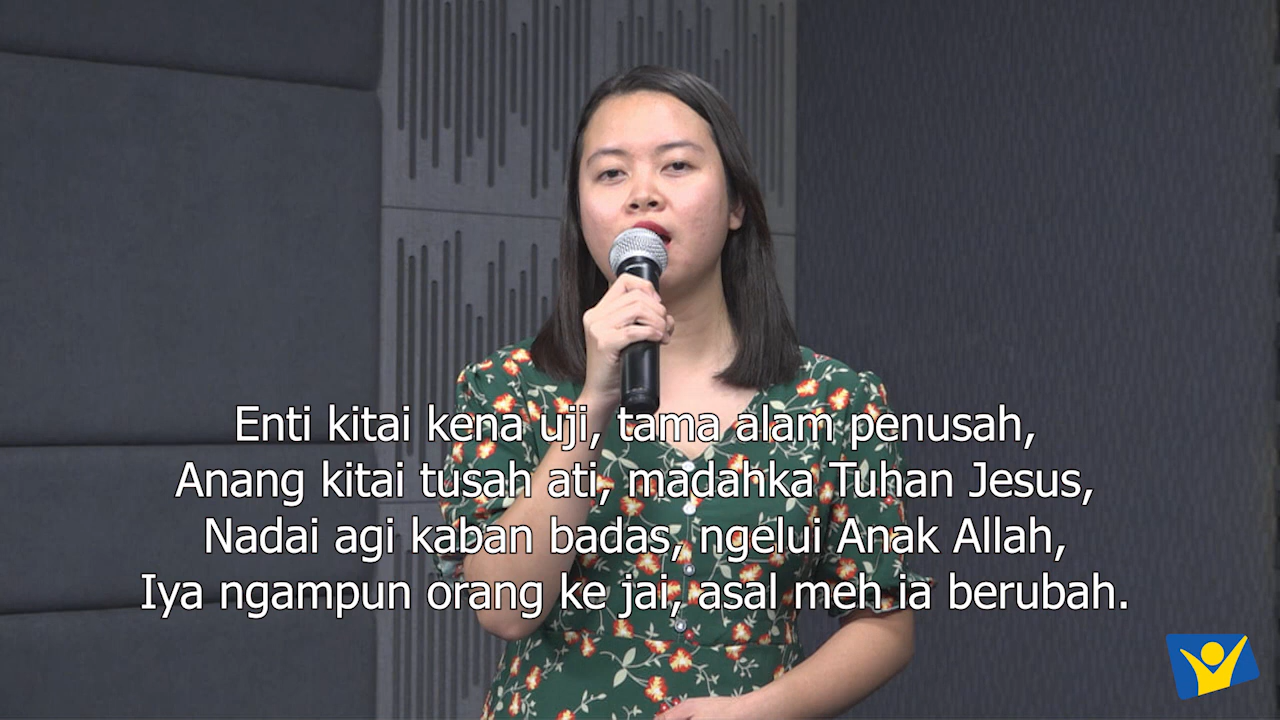 Enti kitai kena uji, tama alam penusah,
Anang kitai tusah ati, madahka Tuhan Jesus,
Nadai agi kaban badas, ngelui Anak Allah,
Iya ngampun orang ke jai, asal meh ia berubah.